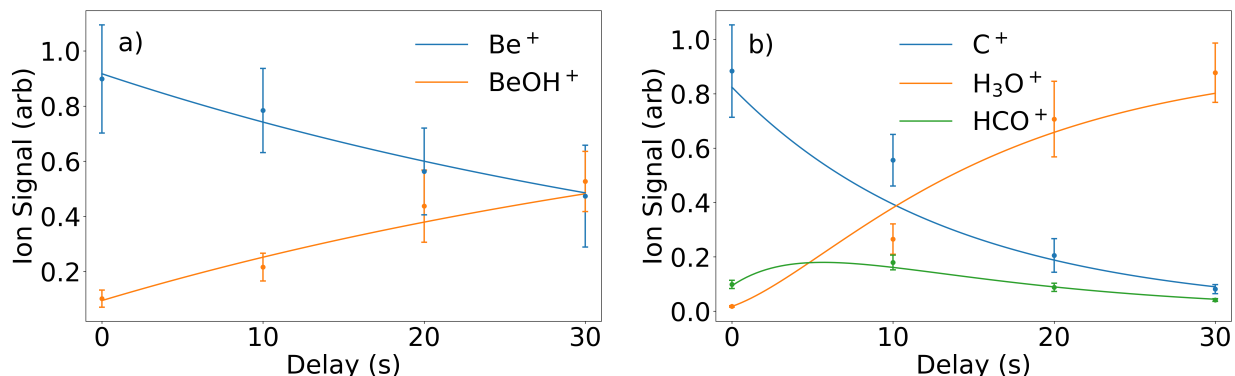 a)
Be⁺
BeOH⁺
Ion Signal (arb)
1.0
0.8
0.6
0.4
0.2
0
10
20
30
Delay (s)
b)
C⁺
H₃O⁺
HCO⁺
Ion Signal (arb)
1.0
0.8
0.6
0.4
0.2
0.0
0
10
20
30
Delay (s)